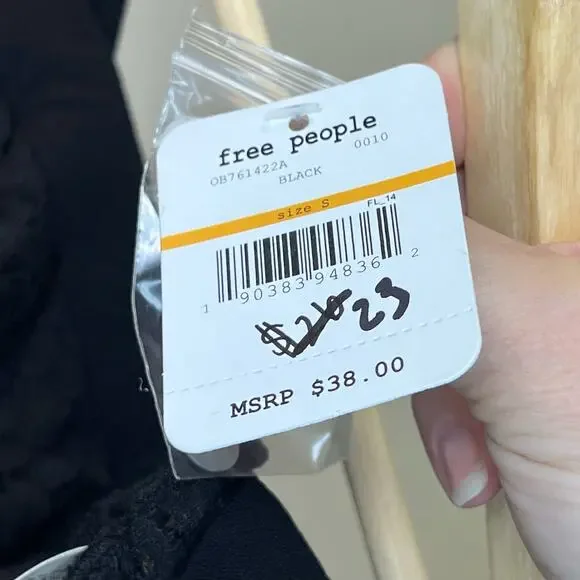 free people
OB761422A 0010
BLACK
size S FL_14
1 90383 94836 2
23
MSRP $38.00